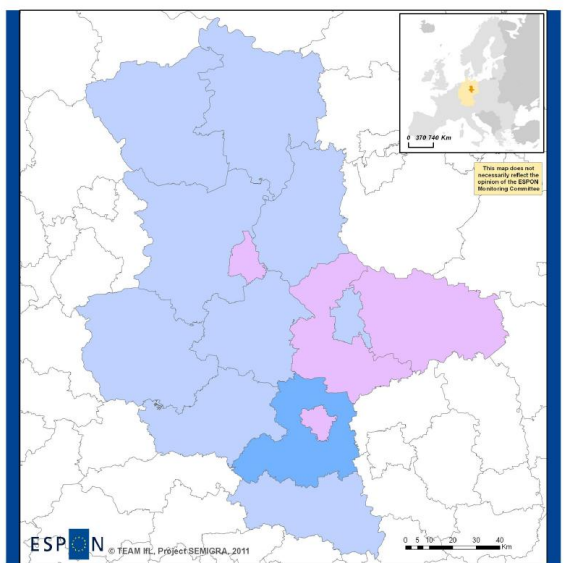 0 370.740 Km
This map does not
necessarily reflect the
opinion of the ESPON
Monitoring Committee
ESPON © TEAM IfL, Project SEMIGRA, 2011
0 5 10 20 30 40
Km